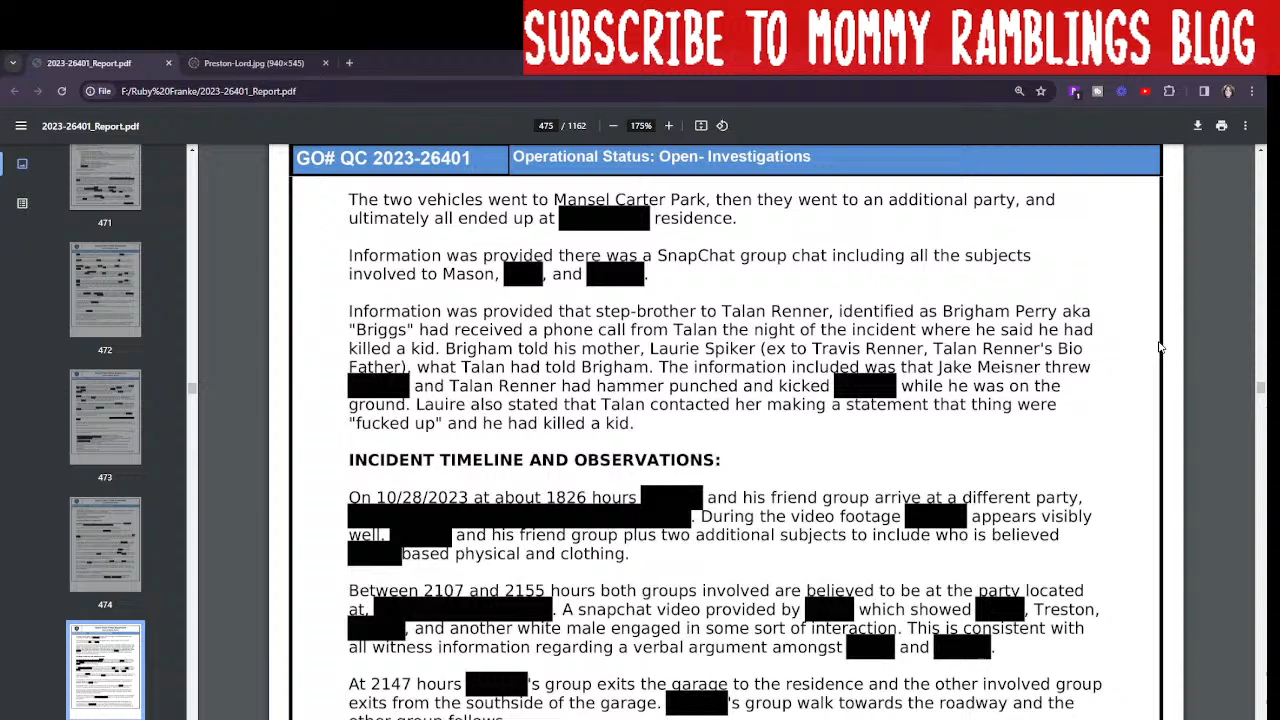 SUBSCRIBE TO MOMMY RAMBLINGS BLOG
2023-26401_Report.pdf
Preston-Lord.jpg (940×545)
File F:/Ruby%20Franke/2023-26401_Report.pdf
2023-26401_Report.pdf
475 / 1162
175%
471
472
473
474
GO# QC 2023-26401
Operational Status: Open- Investigations
The two vehicles went to Mansel Carter Park, then they went to an additional party, and
ultimately all ended up at residence.
Information was provided there was a SnapChat group chat including all the subjects
involved to Mason, , and .
Information was provided that step-brother to Talan Renner, identified as Brigham Perry aka
"Briggs" had received a phone call from Talan the night of the incident where he said he had
killed a kid. Brigham told his mother, Laurie Spiker (ex to Travis Renner, Talan Renner's Bio
Father), what Talan had told Brigham. The information included was that Jake Meisner threw
and Talan Renner had hammer punched and kicked while he was on the
ground. Lauire also stated that Talan contacted her making a statement that thing were
"fucked up" and he had killed a kid.
INCIDENT TIMELINE AND OBSERVATIONS:
On 10/28/2023 at about 826 hours and his friend group arrive at a different party,
. During the video footage appears visibly
well. and his friend group plus two additional subjects to include who is believed
based physical and clothing.
Between 2107 and hours both groups involved are believed to be at the party located
at, . A snapchat video provided by which showed , Treston,
, and another male engaged in some sort interaction. This is consistent with
all witness information regarding a verbal argument amongst and .
group exits the garage to the residence and the other involved group
exits from the southside of the garage. 's group walk towards the roadway and the
other group follows.